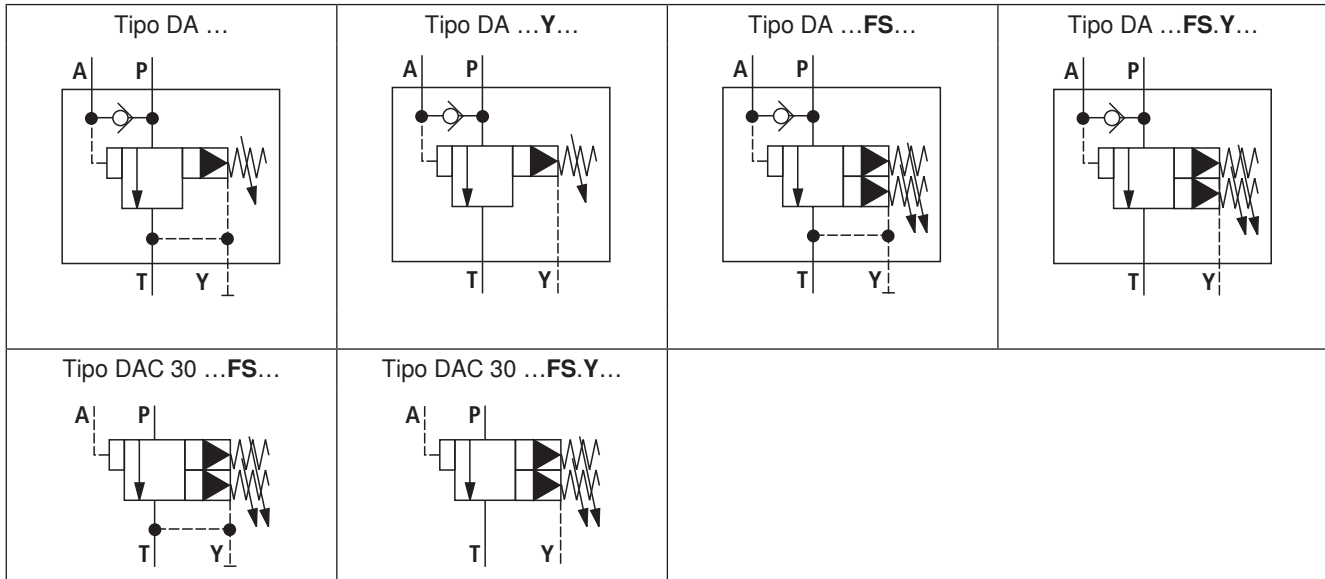 Tipo DA …
A P
T Y
Tipo DA …Y…
A P
T Y
Tipo DA …FS…
A P
T Y
Tipo DA …FS.Y…
A P
T Y
Tipo DAC 30 …FS…
A P
T Y
Tipo DAC 30 …FS.Y…
A P
T Y